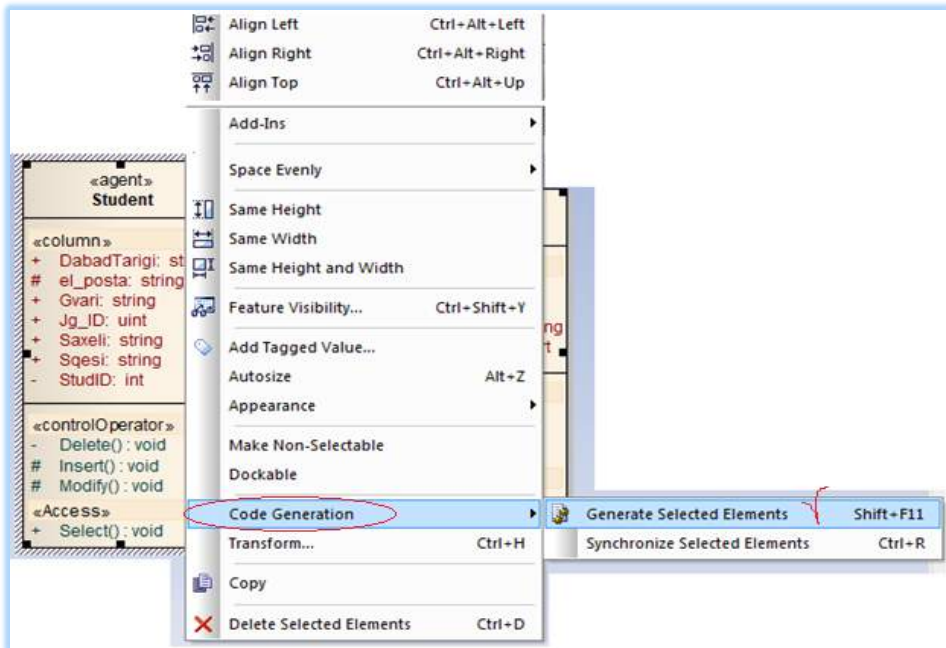 Align Left Ctrl+Alt+Left
Align Right Ctrl+Alt+Right
Align Top Ctrl+Alt+Up
Add-Ins
Space Evenly
Same Height
Same Width
Same Height and Width
Feature Visibility... Ctrl+Shift+Y
Add Tagged Value...
Autosize Alt+Z
Appearance
Make Non-Selectable
Dockable
Code Generation
Transform... Ctrl+H
Copy
Delete Selected Elements Ctrl+D
Generate Selected Elements Shift+F11
Synchronize Selected Elements Ctrl+R
«agent»
Student
«column»
+ DabadTarigi: st
# el_posta: string
+ Gvari: string
+ Jg_ID: uint
+ Saxeli: string
+ Sqesi: string
- StudID: int
«controlOperator»
- Delete() : void
# Insert() : void
# Modify() : void
«Access»
+ Select() : void
ng